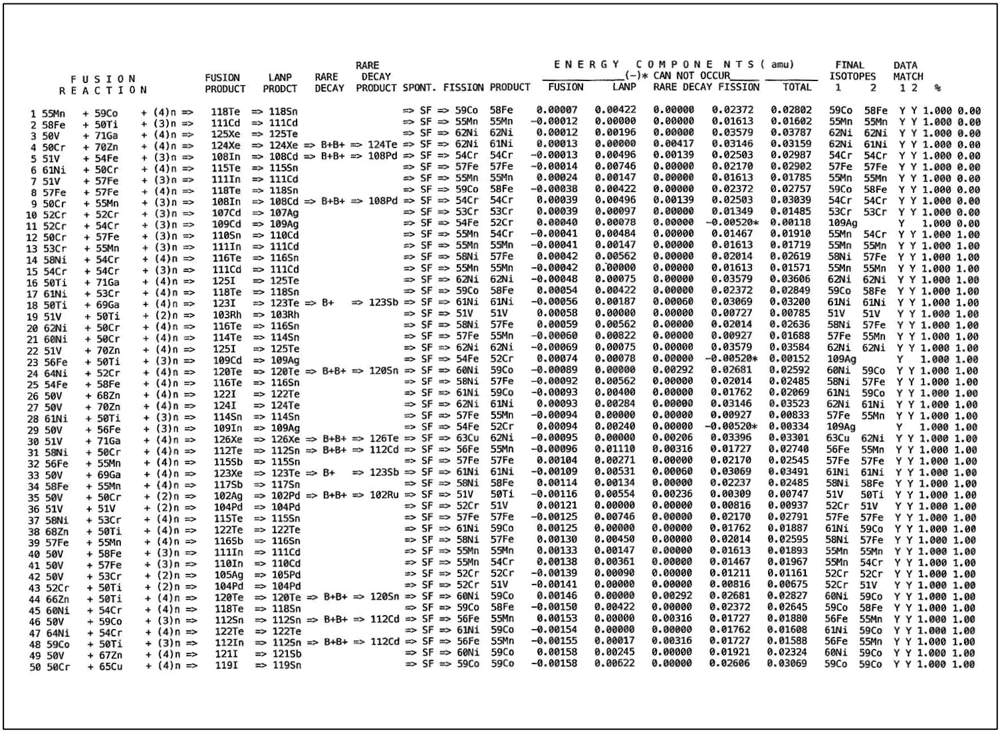 RARE E N E R G Y C O M P O N E N T S ( amu) FINAL DATA
F U S I O N FUSION LANP RARE DECAY (-)* CAN NOT OCCUR ISOTOPES MATCH
R E A C T I O N PRODUCT PRODCT DECAY PRODUCT SPONT. FISSION PRODUCT FUSION LANP RARE DECAY FISSION TOTAL 1 2 1 2 %
1 55Mn + 59Co + (4)n => 118Te => 118Sn => SF => 59Co 58Fe 0.00007 0.00422 0.00000 0.02372 0.02802 59Co 58Fe Y Y 1.000 0.00
2 58Fe + 50Ti + (3)n => 111Cd => 111Cd => SF => 55Mn 55Mn -0.00012 0.00000 0.00000 0.01613 0.01602 55Mn 55Mn Y Y 1.000 0.00
3 50V + 71Ga + (4)n => 125Xe => 125Te => SF => 62Ni 62Ni 0.00012 0.00196 0.00000 0.03579 0.03787 62Ni 62Ni Y Y 1.000 0.00
4 50Cr + 70Zn + (4)n => 124Xe => 124Xe => B+B+ => 124Te => SF => 62Ni 61Ni 0.00013 0.00000 0.00417 0.03146 0.03159 62Ni 61Ni Y Y 1.000 0.00
5 51V + 54Fe + (3)n => 108In => 108Cd => B+B+ => 108Pd => SF => 54Cr 54Cr -0.00013 0.00496 0.00139 0.02503 0.02987 54Cr 54Cr Y Y 1.000 0.00
6 61Ni + 50Cr + (4)n => 115Te => 115Sn => SF => 57Fe 57Fe -0.00014 0.00746 0.00000 0.02170 0.02902 57Fe 57Fe Y Y 1.000 0.00
7 51V + 57Fe + (3)n => 111In => 111Cd => SF => 55Mn 55Mn 0.00024 0.00147 0.00000 0.01613 0.01785 55Mn 55Mn Y Y 1.000 0.00
8 57Fe + 57Fe + (4)n => 118Te => 118Sn => SF => 59Co 58Fe -0.00038 0.00422 0.00000 0.02372 0.02757 59Co 58Fe Y Y 1.000 0.00
9 50Cr + 55Mn + (3)n => 108In => 108Cd => B+B+ => 108Pd => SF => 54Cr 54Cr 0.00039 0.00496 0.00139 0.02503 0.03039 54Cr 54Cr Y Y 1.000 0.00
10 52Cr + 52Cr + (3)n => 107Cd => 107Ag => SF => 53Cr 53Cr 0.00039 0.00097 0.00000 0.01349 0.01485 53Cr 53Cr Y Y 1.000 0.00
11 52Cr + 54Cr + (3)n => 109Cd => 109Ag => SF => 54Fe 52Cr 0.00040 0.00078 0.00000 -0.00520* 0.00118 109Ag Y 1.000 0.00
12 50Cr + 57Fe + (3)n => 110Sn => 110Cd => SF => 55Mn 54Cr -0.00041 0.00484 0.00000 0.01467 0.01910 55Mn 54Cr Y Y 1.000 1.00
13 53Cr + 55Mn + (3)n => 111In => 111Cd => SF => 55Mn 55Mn -0.00041 0.00147 0.00000 0.01613 0.01719 55Mn 55Mn Y Y 1.000 1.00
14 58Ni + 54Cr + (4)n => 116Te => 116Sn => SF => 58Ni 57Fe 0.00042 0.00562 0.00000 0.02014 0.02619 58Ni 57Fe Y Y 1.000 1.00
15 54Cr + 54Cr + (3)n => 111Cd => 111Cd => SF => 55Mn 55Mn -0.00042 0.00000 0.00000 0.01613 0.01571 55Mn 55Mn Y Y 1.000 1.00
16 50Ti + 71Ga + (4)n => 125I => 125Te => SF => 62Ni 62Ni -0.00048 0.00075 0.00000 0.03579 0.03606 62Ni 62Ni Y Y 1.000 1.00
17 61Ni + 53Cr + (4)n => 118Te => 118Sn => SF => 59Co 58Fe 0.00054 0.00422 0.00000 0.02372 0.02849 59Co 58Fe Y Y 1.000 1.00
18 50Ti + 69Ga + (4)n => 123I => 123Te => B+ => 123Sb => SF => 61Ni 61Ni -0.00056 0.00187 0.00060 0.03069 0.03200 61Ni 61Ni Y Y 1.000 1.00
19 51V + 50Ti + (2)n => 103Rh => 103Rh => SF => 51V 51V 0.00058 0.00000 0.00000 0.00727 0.00785 51V 51V Y Y 1.000 1.00
20 62Ni + 50Cr + (4)n => 116Te => 116Sn => SF => 58Ni 57Fe 0.00059 0.00562 0.00000 0.02014 0.02636 58Ni 57Fe Y Y 1.000 1.00
21 60Ni + 50Cr + (4)n => 114Te => 114Sn => SF => 57Fe 55Mn -0.00060 0.00822 0.00000 0.00927 0.01688 57Fe 55Mn Y Y 1.000 1.00
22 51V + 70Zn + (4)n => 125I => 125Te => SF => 62Ni 62Ni -0.00069 0.00075 0.00000 0.03579 0.03584 62Ni 62Ni Y Y 1.000 1.00
23 56Fe + 50Ti + (3)n => 109Cd => 109Ag => SF => 54Fe 52Cr 0.00074 0.00078 0.00000 -0.00520* 0.00152 109Ag Y 1.000 1.00
24 64Ni + 52Cr + (4)n => 120Te => 120Te => B+B+ => 120Sn => SF => 60Ni 59Co -0.00089 0.00000 0.00292 0.02681 0.02592 60Ni 59Co Y Y 1.000 1.00
25 54Fe + 58Fe + (4)n => 116Te => 116Sn => SF => 58Ni 57Fe -0.00092 0.00562 0.00000 0.02014 0.02485 58Ni 57Fe Y Y 1.000 1.00
26 50V + 68Zn + (4)n => 122I => 122Te => SF => 61Ni 59Co -0.00093 0.00400 0.00000 0.01762 0.02069 61Ni 59Co Y Y 1.000 1.00
27 50V + 70Zn + (4)n => 124I => 124Te => SF => 62Ni 61Ni 0.00093 0.00284 0.00000 0.03146 0.03523 62Ni 61Ni Y Y 1.000 1.00
28 61Ni + 50Ti + (3)n => 114Sn => 114Sn => SF => 57Fe 55Mn -0.00094 0.00000 0.00000 0.00927 0.00833 57Fe 55Mn Y Y 1.000 1.00
29 50V + 56Fe + (3)n => 109In => 109Ag => SF => 54Fe 52Cr 0.00094 0.00240 0.00000 -0.00520* 0.00334 109Ag Y 1.000 1.00
30 51V + 71Ga + (4)n => 126Xe => 126Xe => B+B+ => 126Te => SF => 63Cu 62Ni -0.00095 0.00000 0.00206 0.03396 0.03301 63Cu 62Ni Y Y 1.000 1.00
31 58Ni + 50Cr + (4)n => 112Te => 112Sn => B+B+ => 112Cd => SF => 56Fe 55Mn -0.00096 0.01110 0.00316 0.01727 0.02740 56Fe 55Mn Y Y 1.000 1.00
32 56Fe + 55Mn + (4)n => 115Sb => 115Sn => SF => 57Fe 57Fe 0.00104 0.00271 0.00000 0.02170 0.02545 57Fe 57Fe Y Y 1.000 1.00
33 50V + 69Ga + (4)n => 123Xe => 123Te => B+ => 123Sb => SF => 61Ni 61Ni -0.00109 0.00531 0.00060 0.03069 0.03491 61Ni 61Ni Y Y 1.000 1.00
34 58Fe + 55Mn + (4)n => 117Sb => 117Sn => SF => 58Ni 58Fe 0.00114 0.00134 0.00000 0.02237 0.02485 58Ni 58Fe Y Y 1.000 1.00
35 50V + 50Cr + (2)n => 102Ag => 102Pd => B+B+ => 102Ru => SF => 51V 50Ti -0.00116 0.00554 0.00236 0.00309 0.00747 51V 50Ti Y Y 1.000 1.00
36 51V + 51V + (2)n => 104Pd => 104Pd => SF => 52Cr 51V 0.00121 0.00000 0.00000 0.00816 0.00937 52Cr 51V Y Y 1.000 1.00
37 58Ni + 53Cr + (4)n => 115Te => 115Sn => SF => 57Fe 57Fe -0.00125 0.00746 0.00000 0.02170 0.02791 57Fe 57Fe Y Y 1.000 1.00
38 68Zn + 50Ti + (4)n => 122Te => 122Te => SF => 61Ni 59Co 0.00125 0.00000 0.00000 0.01762 0.01887 61Ni 59Co Y Y 1.000 1.00
39 57Fe + 55Mn + (4)n => 116Sb => 116Sn => SF => 58Ni 57Fe 0.00130 0.00450 0.00000 0.02014 0.02595 58Ni 57Fe Y Y 1.000 1.00
40 50V + 58Fe + (3)n => 111In => 111Cd => SF => 55Mn 55Mn 0.00133 0.00147 0.00000 0.01613 0.01893 55Mn 55Mn Y Y 1.000 1.00
41 50V + 57Fe + (3)n => 110In => 110Cd => SF => 55Mn 54Cr 0.00138 0.00361 0.00000 0.01467 0.01967 55Mn 54Cr Y Y 1.000 1.00
42 50V + 53Cr + (2)n => 105Ag => 105Pd => SF => 52Cr 52Cr -0.00139 0.00090 0.00000 0.01211 0.01161 52Cr 52Cr Y Y 1.000 1.00
43 52Cr + 50Ti + (2)n => 104Pd => 104Pd => SF => 52Cr 51V -0.00141 0.00000 0.00000 0.00816 0.00675 52Cr 51V Y Y 1.000 1.00
44 66Zn + 50Ti + (4)n => 120Te => 120Te => B+B+ => 120Sn => SF => 60Ni 59Co 0.00146 0.00000 0.00292 0.02681 0.02827 60Ni 59Co Y Y 1.000 1.00
45 60Ni + 54Cr + (4)n => 118Te => 118Sn => SF => 59Co 58Fe -0.00150 0.00422 0.00000 0.02372 0.02645 59Co 58Fe Y Y 1.000 1.00
46 50V + 59Co + (3)n => 112Sn => 112Sn => B+B+ => 112Cd => SF => 56Fe 55Mn 0.00153 0.00000 0.00316 0.01727 0.01880 56Fe 55Mn Y Y 1.000 1.00
47 64Ni + 54Cr + (4)n => 122Te => 122Te => SF => 61Ni 59Co -0.00154 0.00000 0.00000 0.01762 0.01608 61Ni 59Co Y Y 1.000 1.00
48 59Co + 50Ti + (3)n => 112In => 112Sn => B+B+ => 112Cd => SF => 56Fe 55Mn -0.00155 0.00017 0.00316 0.01727 0.01588 56Fe 55Mn Y Y 1.000 1.00
49 50V + 67Zn + (4)n => 121I => 121Sb => SF => 60Ni 59Co 0.00158 0.00245 0.00000 0.01921 0.02324 60Ni 59Co Y Y 1.000 1.00
50 50Cr + 65Cu + (4)n => 119I => 119Sn => SF => 59Co 59Co -0.00158 0.00622 0.00000 0.02606 0.03069 59Co 59Co Y Y 1.000 1.00